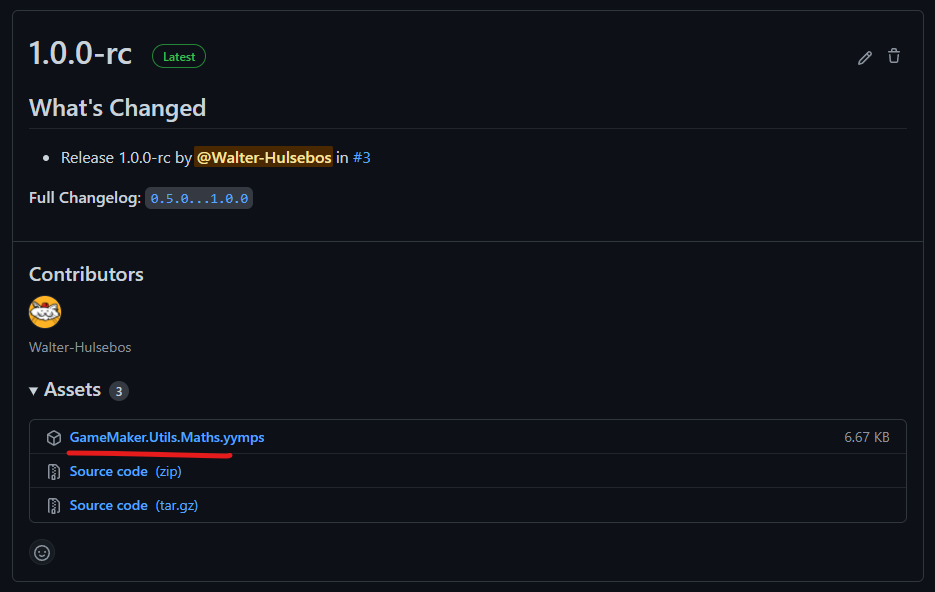 1.0.0-rc Latest
What's Changed
Release 1.0.0-rc by @Walter-Hulsebos in #3
Full Changelog: 0.5.0...1.0.0
Contributors
Walter-Hulsebos
Assets 3
GameMaker.Utils.Maths.yymps 6.67 KB
Source code (zip)
Source code (tar.gz)